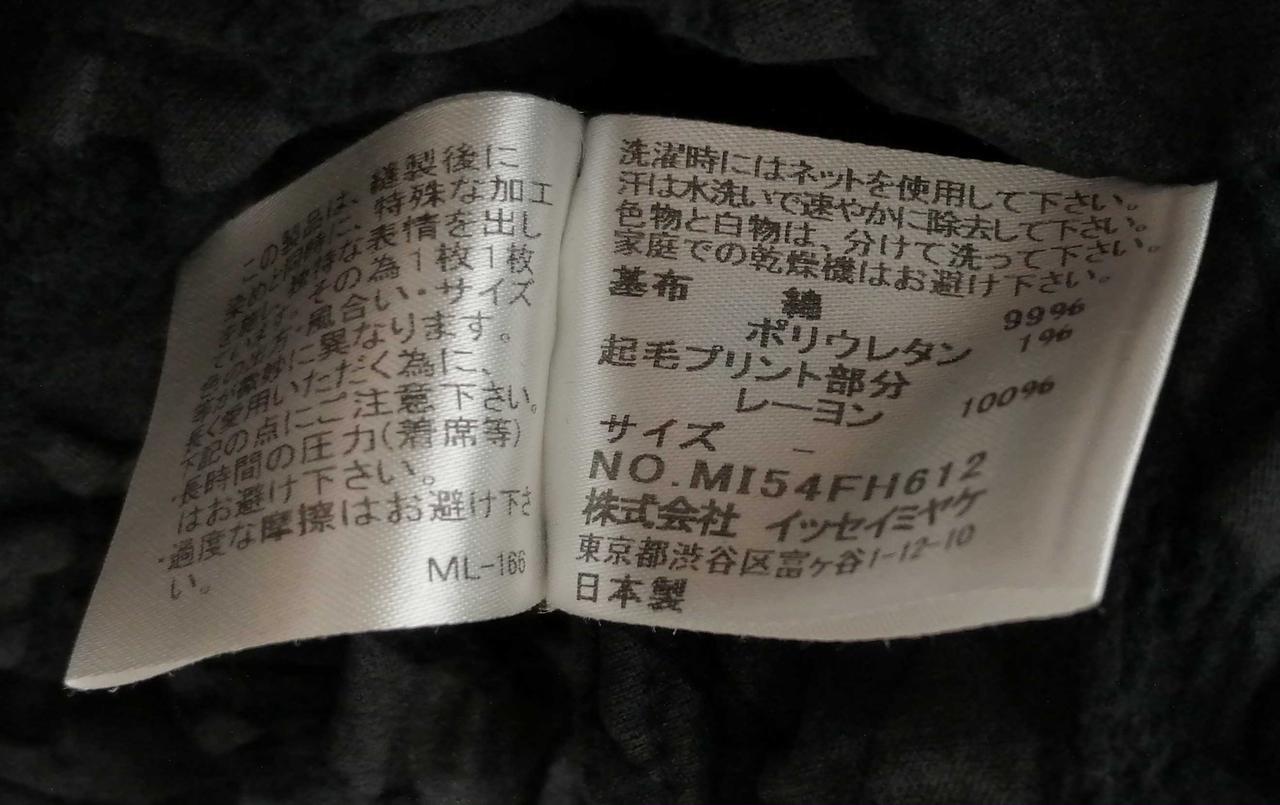 この製品は、縫製後に
染めと同時に、特殊な加工
を施し、独特な表情を出し
ています。その為１枚１枚
色の出方・風合い・サイズ
等が微妙に異なります。
長く愛用いただく為に、
下記の点にご注意下さい。
・長時間の圧力(着席等)
はお避け下さい。
・過度な摩擦はお避け下さ
い。
ML-166
洗濯時にはネットを使用して下さい。
汗は水洗いで速やかに除去して下さい。
色物と白物は、分けて洗って下さい。
家庭での乾燥機はお避け下さい。
基布 綿 99%
ポリウレタン 1%
起毛プリント部分
レーヨン 100%
サイズ –
NO.MI54FH612
株式会社 イッセイミヤケ
東京都渋谷区富ヶ谷1-12-10
日本製